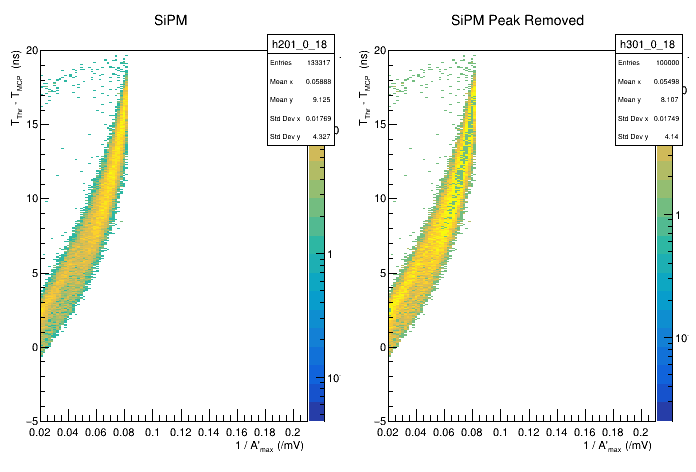 SiPM
h201_0_18
Entries 133317
Mean x 0.05888
Mean y 9.125
Std Dev x 0.01769
Std Dev y 4.327
T_Thr - T_MCP (ns)
20
15
10
5
0
−5
0.02 0.04 0.06 0.08 0.1 0.12 0.14 0.16 0.18 0.2
1 / A'_max (/mV)
1
10
SiPM Peak Removed
h301_0_18
Entries 100000
Mean x 0.05498
Mean y 8.107
Std Dev x 0.01749
Std Dev y 4.14
T_Thr - T_MCP (ns)
20
15
10
5
0
−5
0.02 0.04 0.06 0.08 0.1 0.12 0.14 0.16 0.18 0.2
1 / A'_max (/mV)
1
10